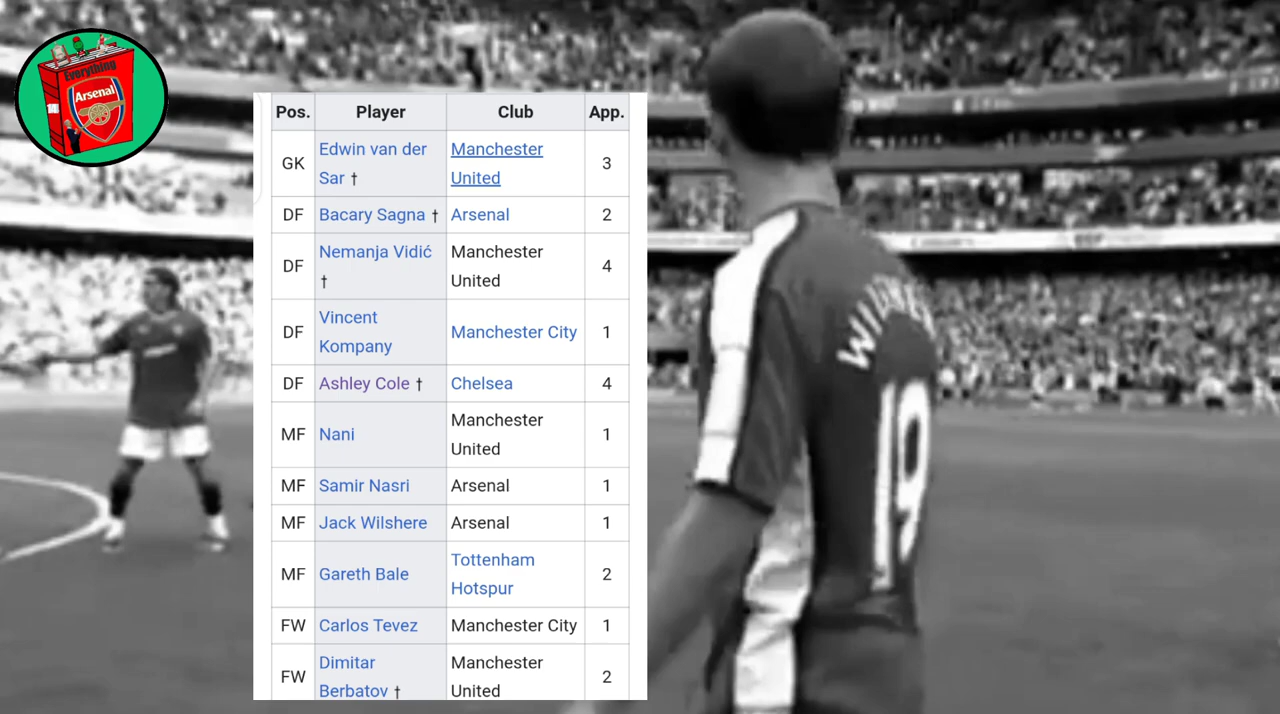 Everything
Arsenal
Pos. Player Club App.
GK Edwin van der Sar † Manchester United 3
DF Bacary Sagna † Arsenal 2
DF Nemanja Vidić † Manchester United 4
DF Vincent Kompany Manchester City 1
DF Ashley Cole † Chelsea 4
MF Nani Manchester United 1
MF Samir Nasri Arsenal 1
MF Jack Wilshere Arsenal 1
MF Gareth Bale Tottenham Hotspur 2
FW Carlos Tevez Manchester City 1
FW Dimitar Berbatov † Manchester United 2
19